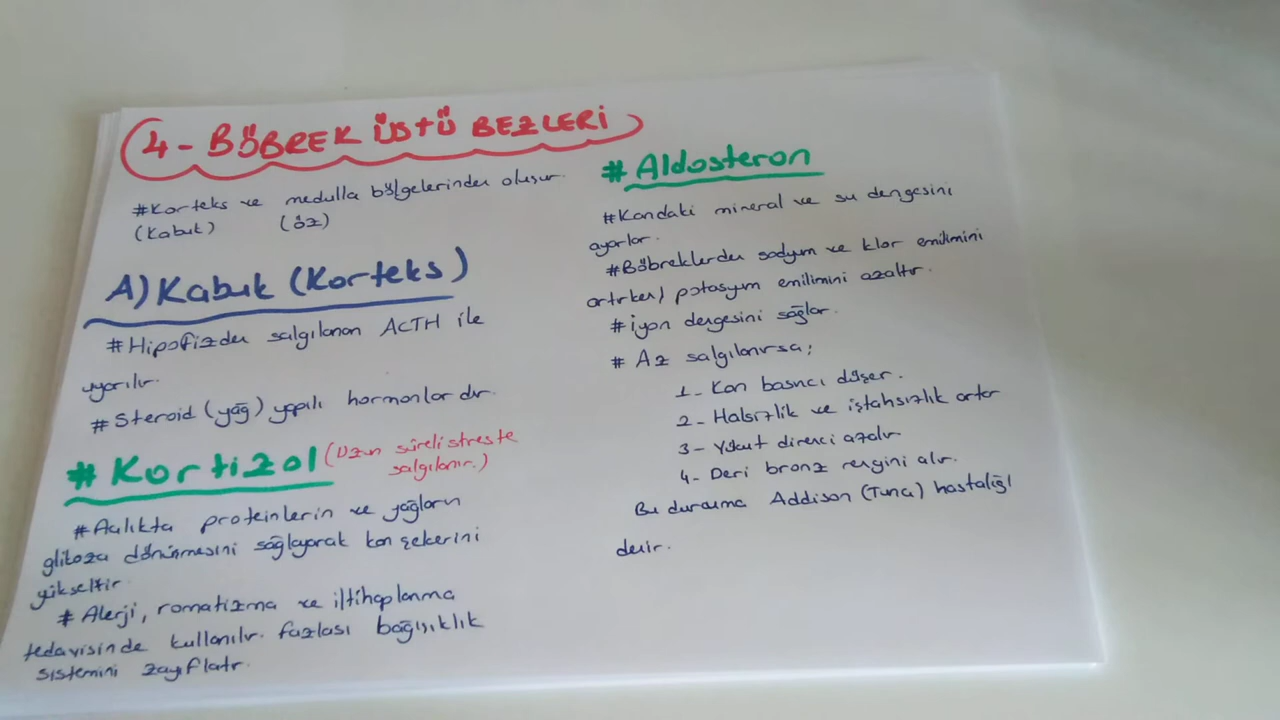 4- BÖBREK ÜSTÜ BEZLERİ
#Korteks ve medulla bölgelerinden oluşur.
(Kabuk) (öz)
A) Kabuk (Korteks)
#Hipofizden salgılanan ACTH ile
uyarılır.
#Steroid (yağ) yapılı hormonlardır.
#Kortizol (Uzun süreli streste
salgılanır.)
#Açlıkta proteinlerin ve yağların
glikoza dönüşmesini sağlayarak kan şekerini
yükseltir.
# Alerji, romatizma ve iltihaplanma
tedavisinde kullanılır. fazlası bağışıklık
sistemini zayıflatır.
#Aldosteron
#Kandaki mineral ve su dengesini
ayarlar.
#Böbreklerden sodyum ve klor emilimini
artırken, potasyum emilimini azaltır.
#iyon dengesini sağlar.
# Az salgılanırsa;
1- Kan basıncı düşer.
2- Halsizlik ve iştahsızlık artar
3- Vücut direnci azalır
4- Deri bronz rengini alır.
Bu duruma Addison (Tunç) hastalığı
denir.